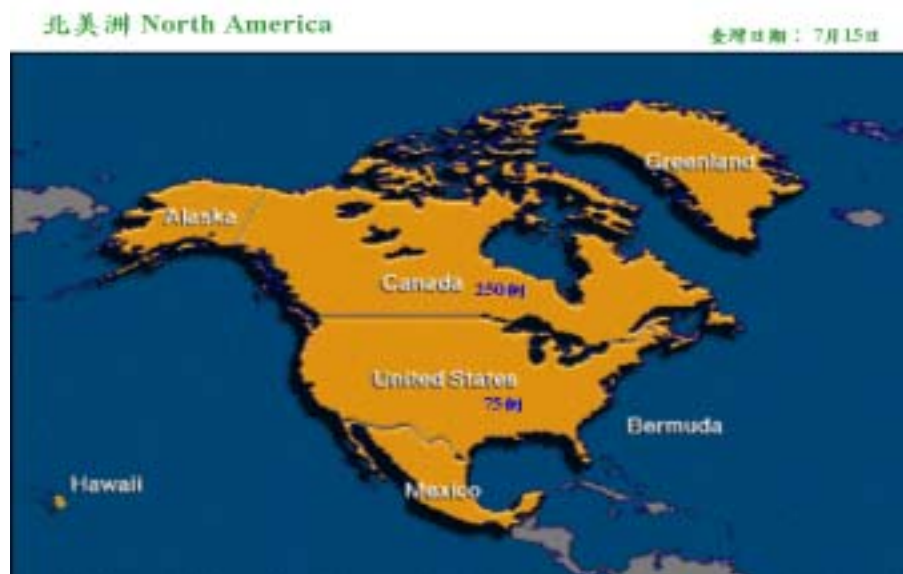 北美洲 North America
臺灣日期： 7月15日
Greenland
Alaska
Canada 250例
United States
75例
Bermuda
Hawaii
Mexico